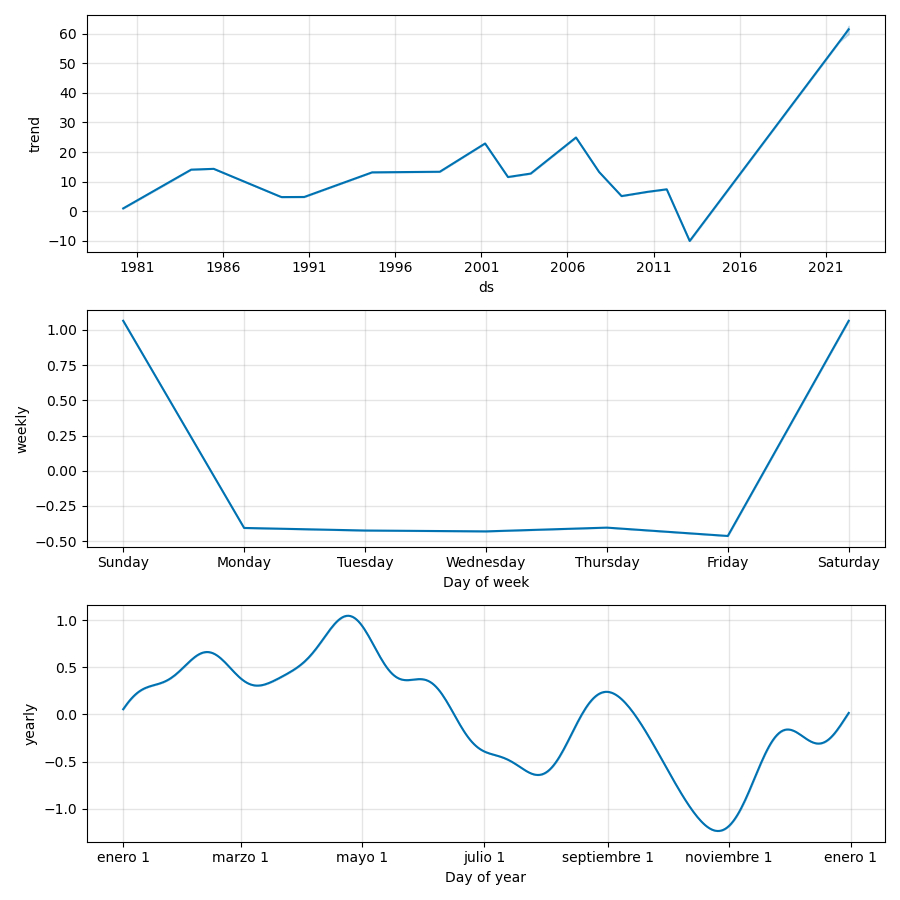 60
50
40
30
20
10
0
−10
trend
1981 1986 1991 1996 2001 2006 2011 2016 2021
ds
1.00
0.75
0.50
0.25
0.00
−0.25
−0.50
weekly
Sunday Monday Tuesday Wednesday Thursday Friday Saturday
Day of week
1.0
0.5
0.0
−0.5
−1.0
yearly
enero 1 marzo 1 mayo 1 julio 1 septiembre 1 noviembre 1 enero 1
Day of year